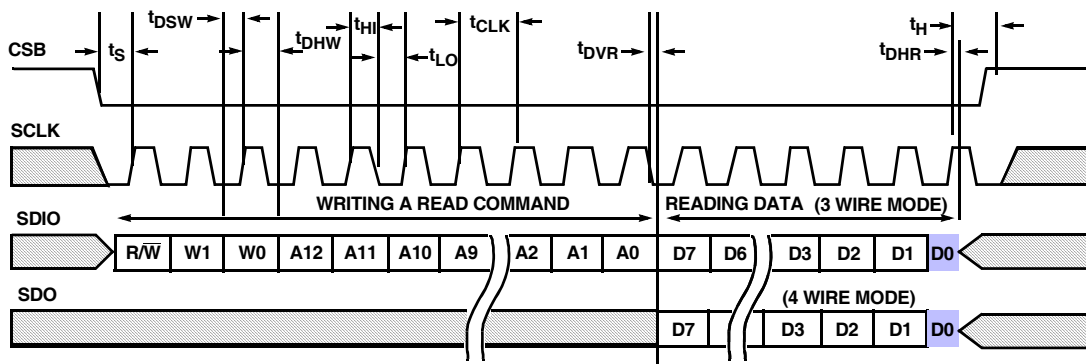 tDSW tHI tCLK tH
CSB tS tDHW tLO tDVR tDHR
SCLK
WRITING A READ COMMAND READING DATA (3 WIRE MODE)
SDIO
R/W̅ W1 W0 A12 A11 A10 A9 A2 A1 A0 D7 D6 D3 D2 D1 D0
SDO (4 WIRE MODE)
D7 D3 D2 D1 D0